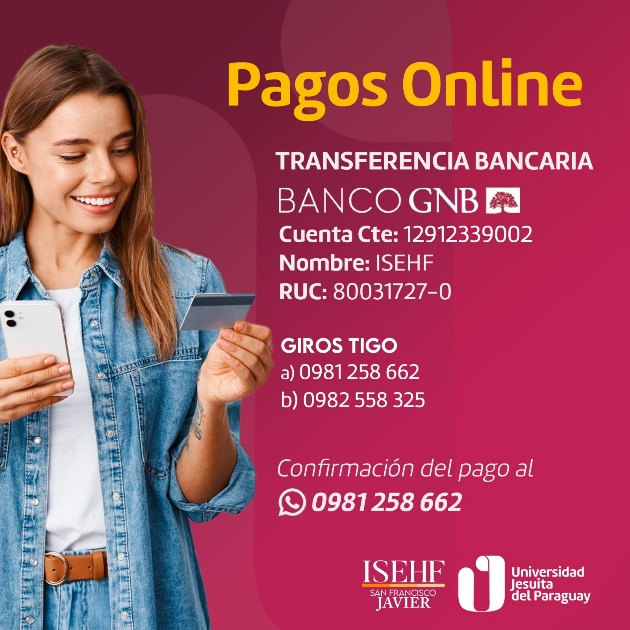 Pagos Online
TRANSFERENCIA BANCARIA
BANCO GNB
Cuenta Cte: 12912339002
Nombre: ISEHF
RUC: 80031727-0
GIROS TIGO
a) 0981 258 662
b) 0982 558 325
Confirmación del pago al
0981 258 662
ISEHF
SAN FRANCISCO
JAVIER
Universidad
Jesuita
del Paraguay